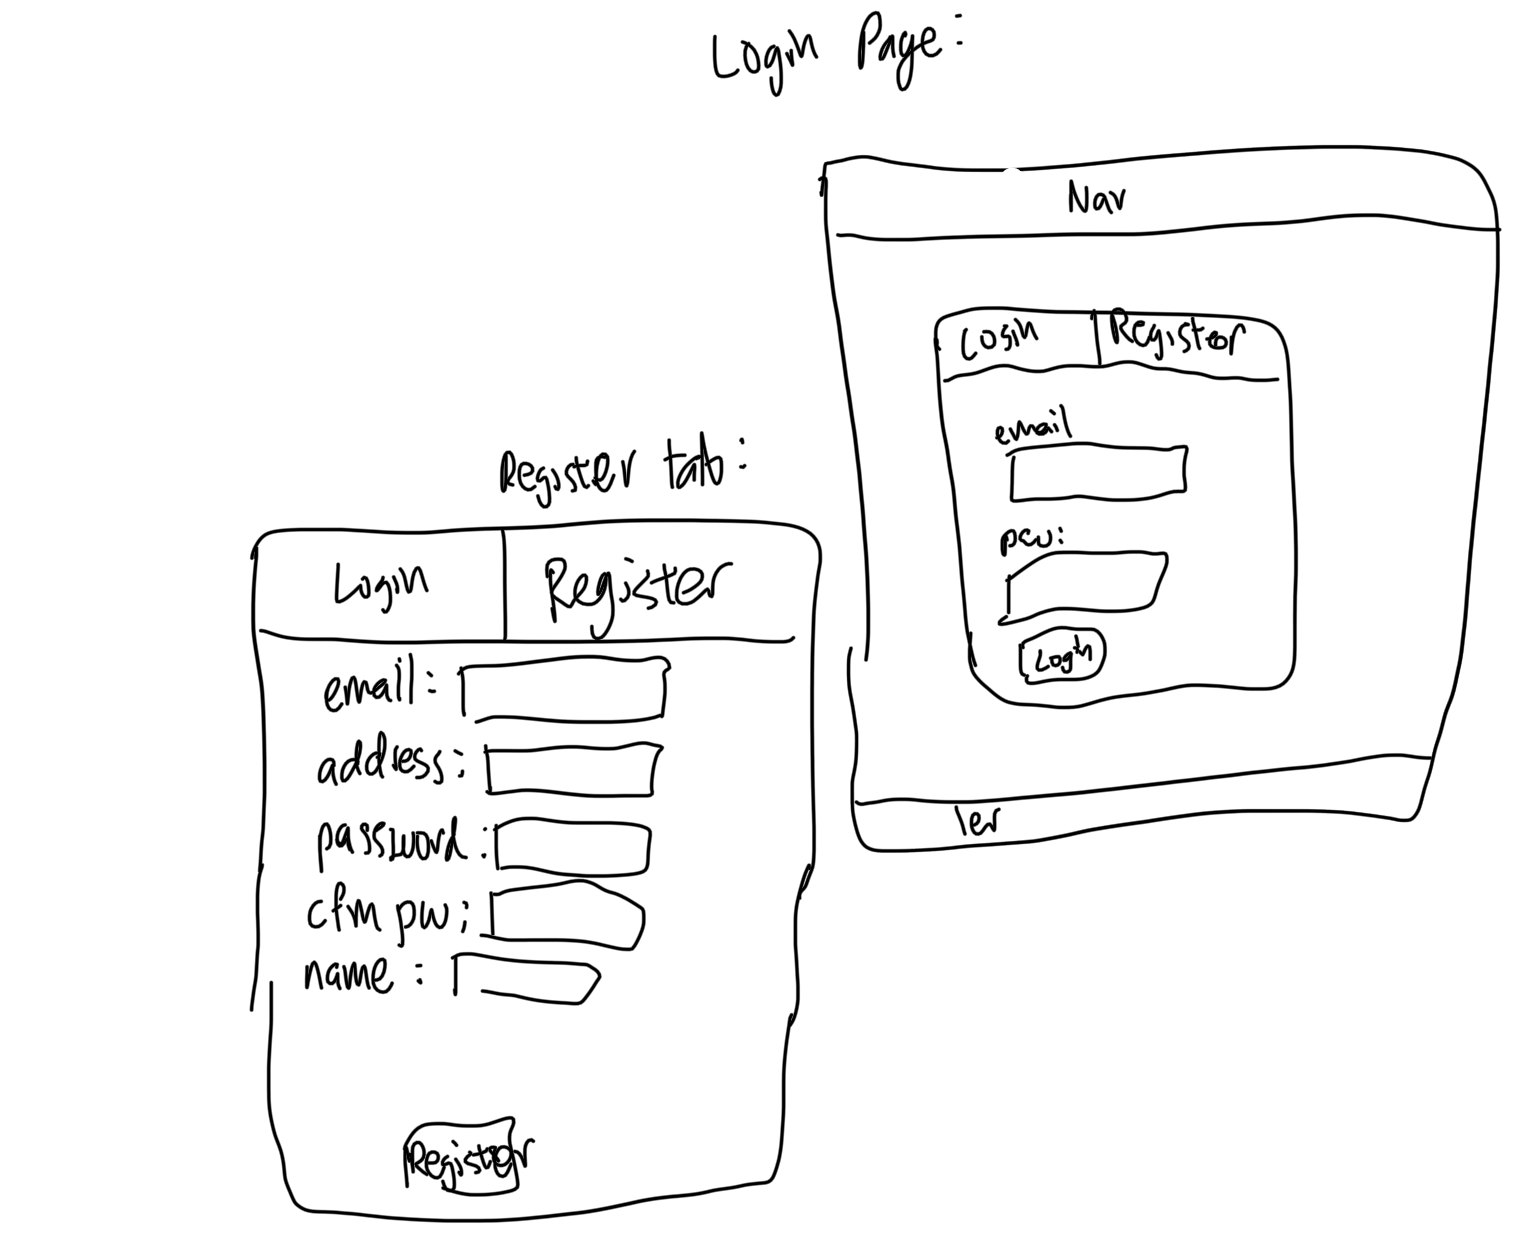 Login Page:
Nav
Login Register
email
psw:
Login
ler
Register tab:
Login Register
email:
address:
password:
cfm pw:
name:
Register